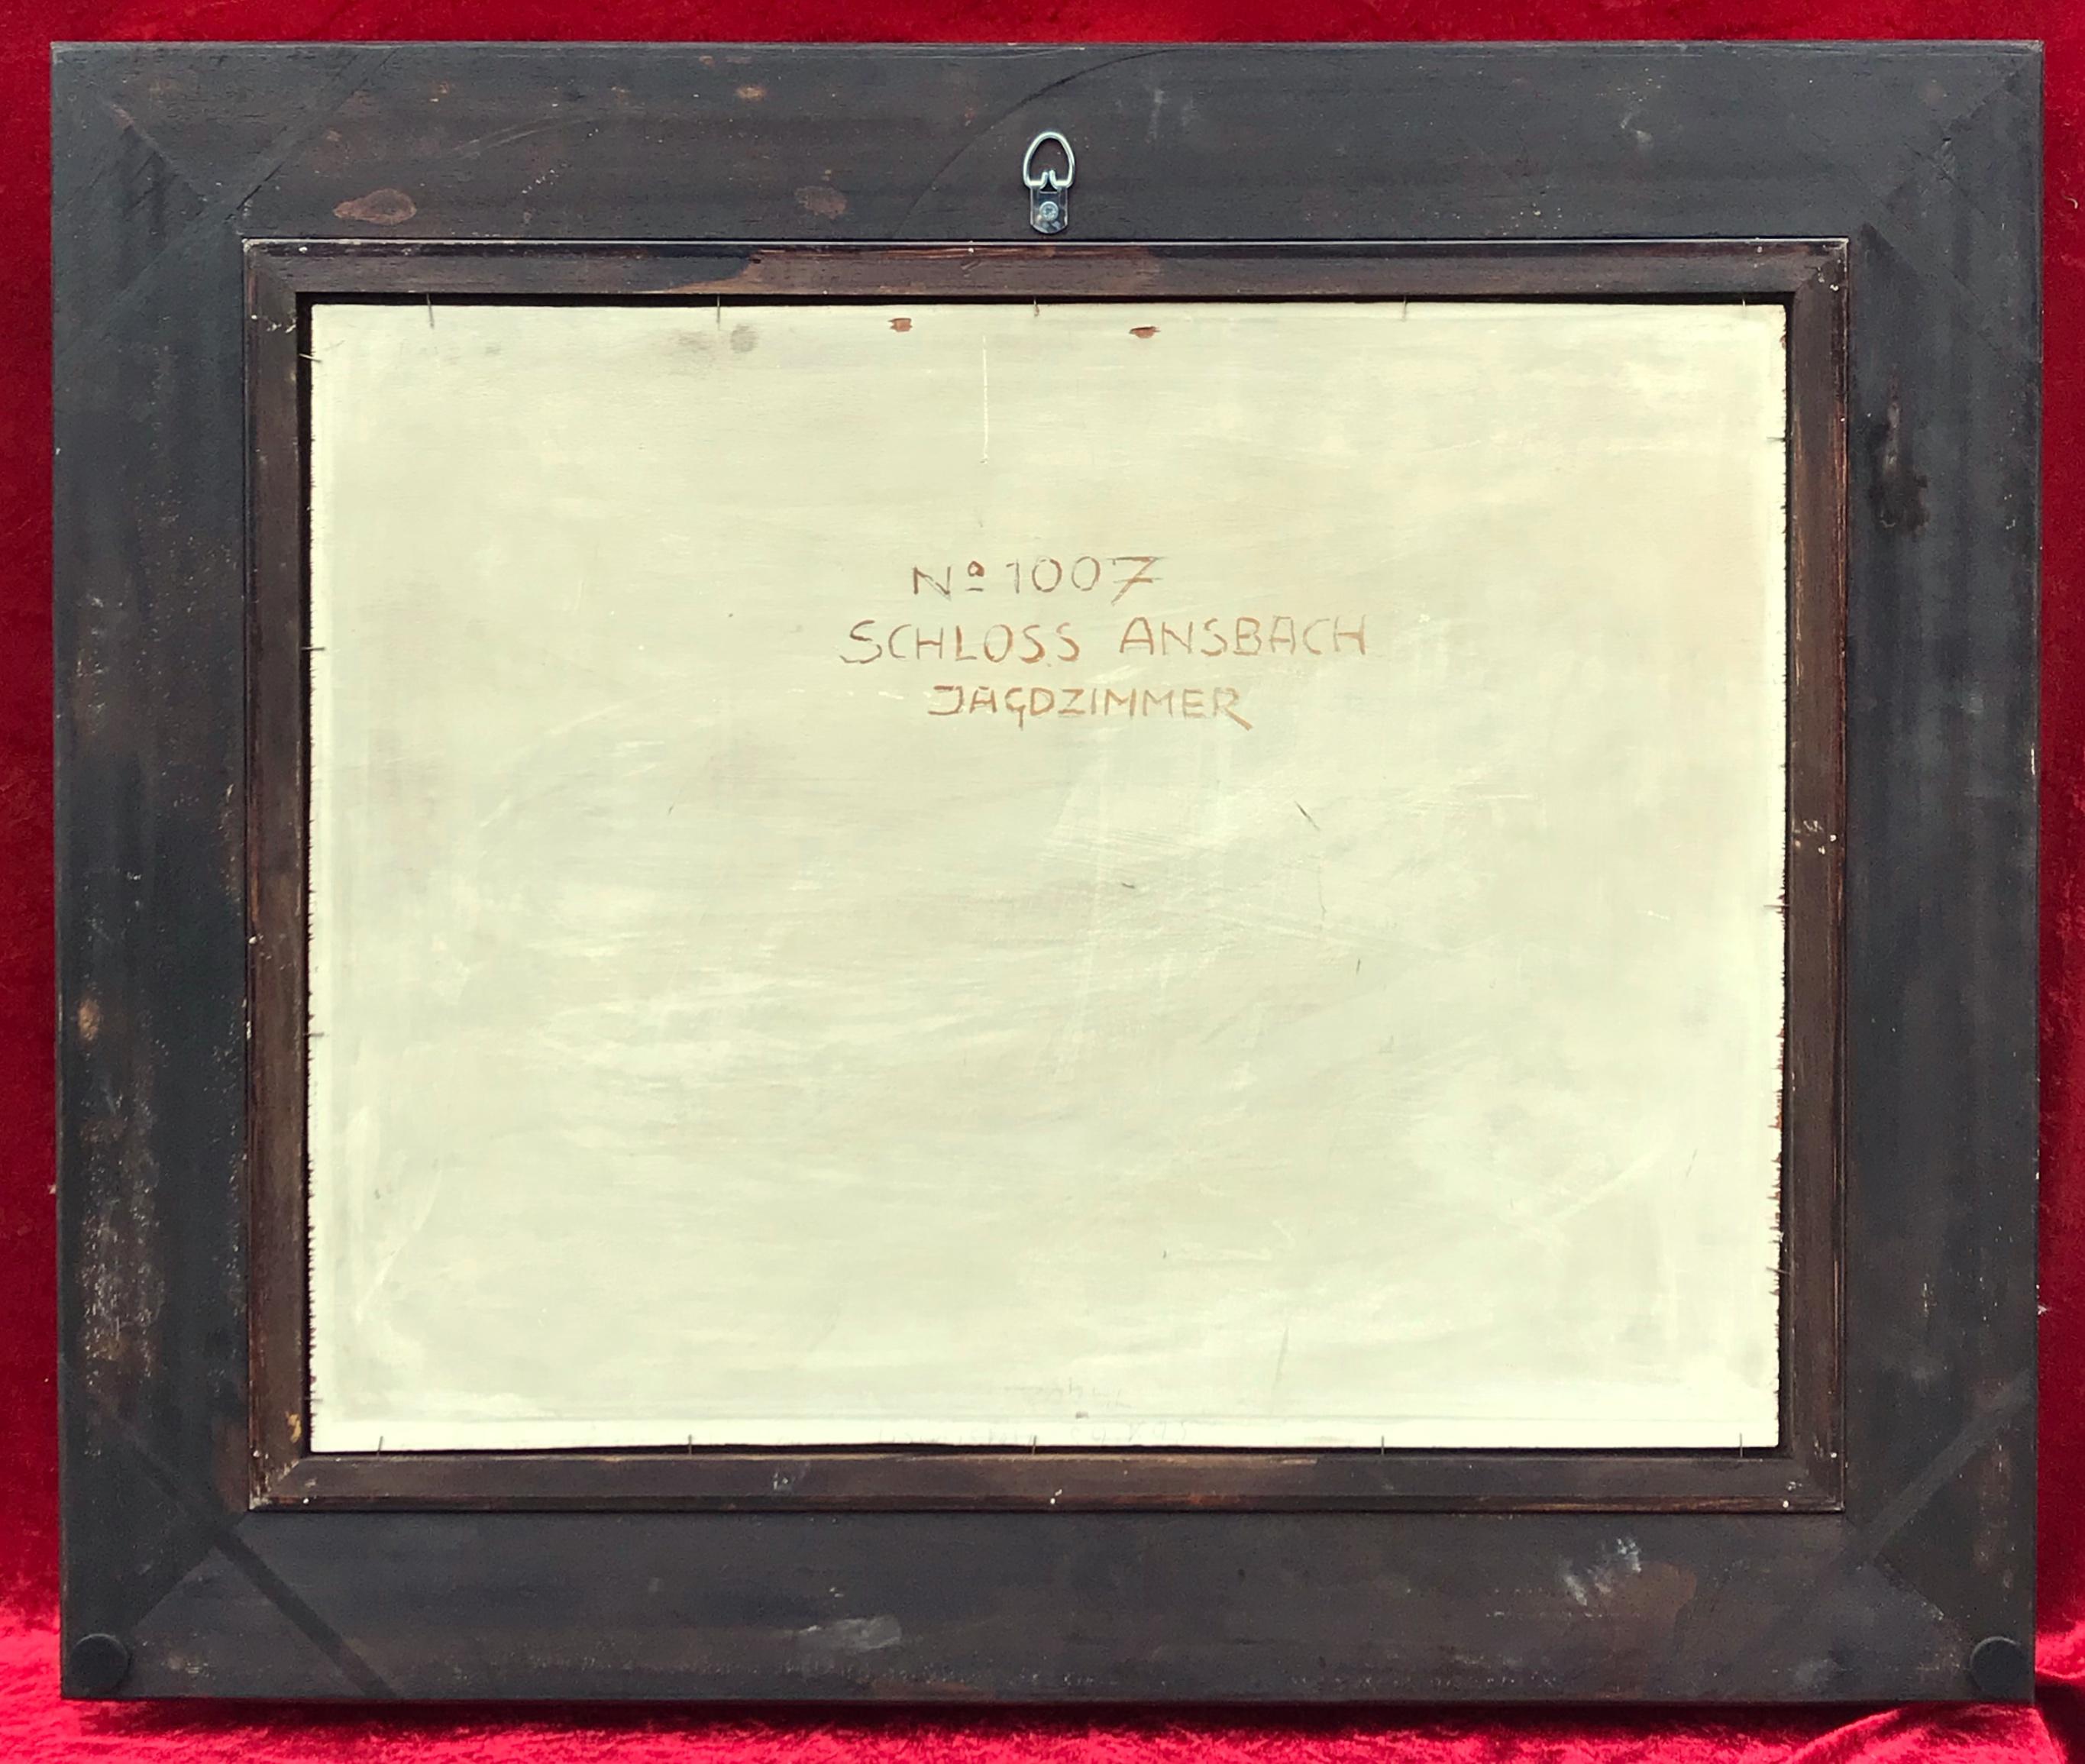 Nº 1007
SCHLOSS ANSBACH
JAGDZIMMER